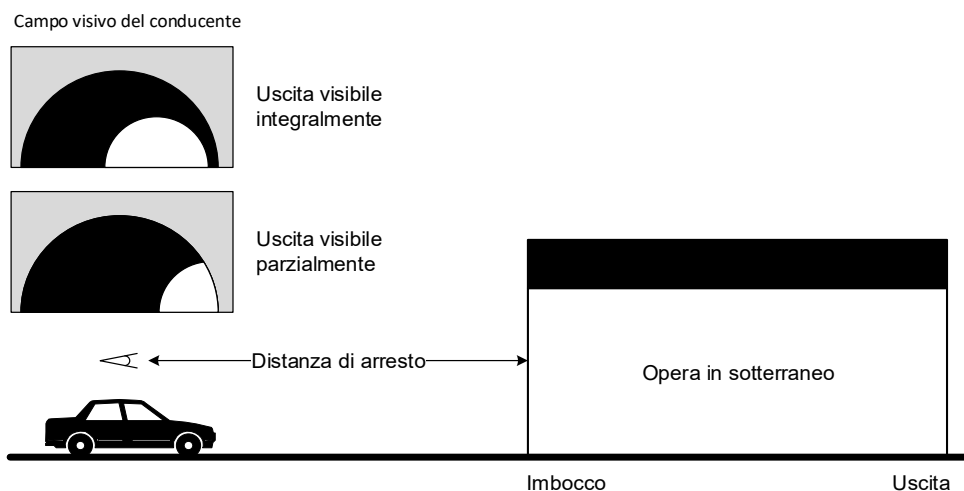 Campo visivo del conducente
Uscita visibile
integralmente
Uscita visibile
parzialmente
Distanza di arresto
Opera in sotterraneo
Imbocco
Uscita